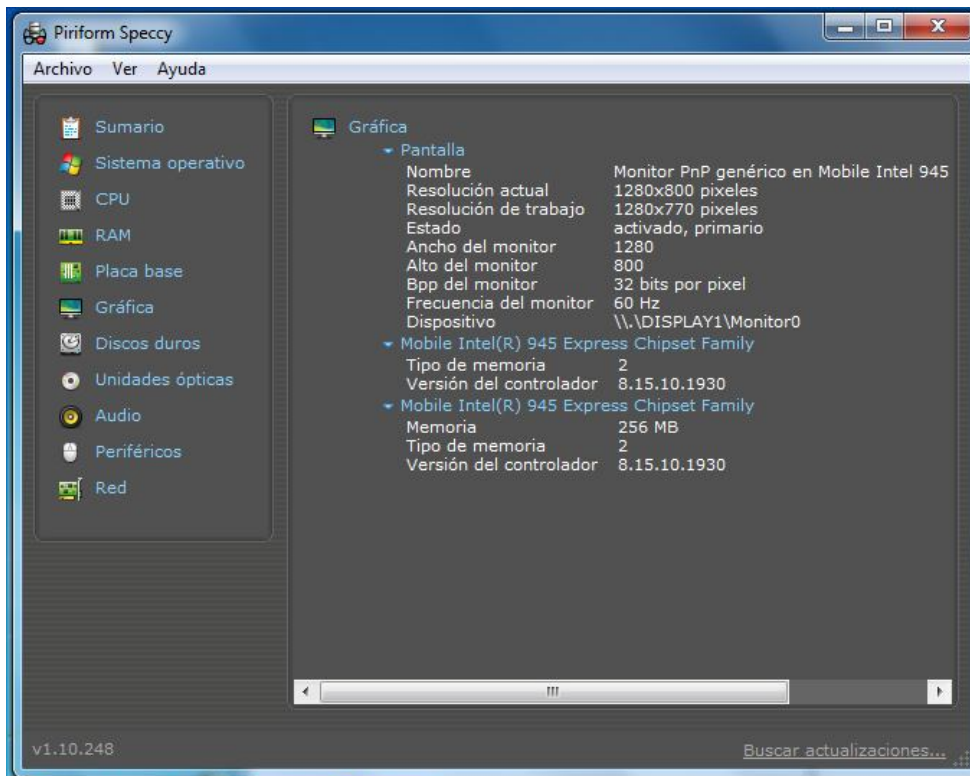 Piriform Speccy
Archivo Ver Ayuda
Sumario
Sistema operativo
CPU
RAM
Placa base
Gráfica
Discos duros
Unidades ópticas
Audio
Periféricos
Red
Gráfica
Pantalla
Nombre Monitor PnP genérico en Mobile Intel 945
Resolución actual 1280x800 pixeles
Resolución de trabajo 1280x770 pixeles
Estado activado, primario
Ancho del monitor 1280
Alto del monitor 800
Bpp del monitor 32 bits por pixel
Frecuencia del monitor 60 Hz
Dispositivo \\.\DISPLAY1\Monitor0
Mobile Intel(R) 945 Express Chipset Family
Tipo de memoria 2
Versión del controlador 8.15.10.1930
Mobile Intel(R) 945 Express Chipset Family
Memoria 256 MB
Tipo de memoria 2
Versión del controlador 8.15.10.1930
v1.10.248
Buscar actualizaciones...